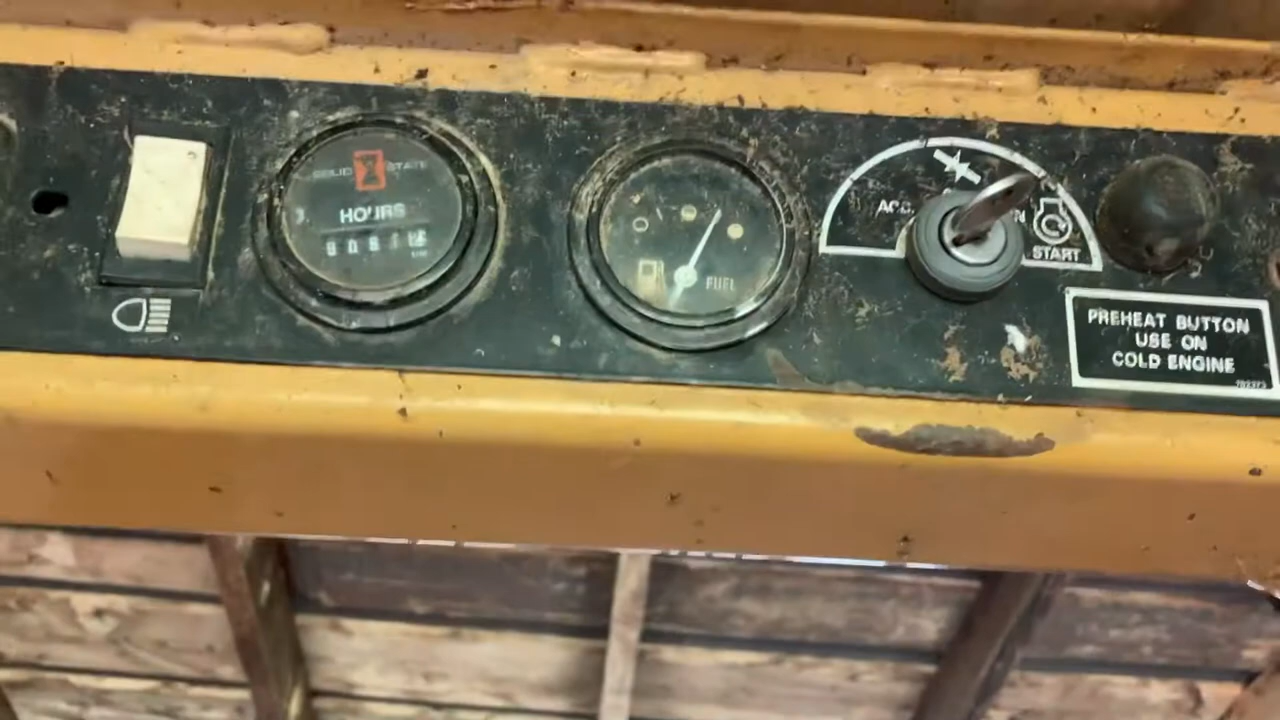 SOLID STATE
HOURS
FUEL
START
PREHEAT BUTTON
USE ON
COLD ENGINE